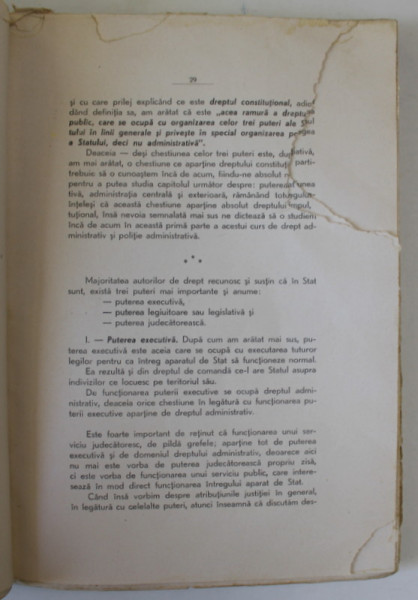 29
și cu care prilej explicând ce este dreptul constituțional, adică
dând definiția sa, am arătat că este „acea ramură a
public, care se ocupă cu organizarea celor trei puteri ale
tului în linii generale și privește în special organizarea
a Statului, deci nu administrativă”.
Deaceia — deși chestiunea celor trei puteri este, după
am mai arătat, o chestiune ce aparține dreptului constituțional
trebuie să o cunoaștem încă de acum, fiindu-ne absolut
pentru a putea studia capitolul următor despre: puterea
tivă, administrația centrală și exterioară, rămânând
înțeleși că această chestiune aparține absolut dreptului
tuțional, însă nevoia semnalată mai sus ne dictează să o studiem
încă de acum în această primă parte a acestui curs de drept ad-
ministrativ și poliție administrativă.
* * *
Majoritatea autorilor de drept recunosc și susțin că în Stat
sunt, există trei puteri mai importante și anume:
— puterea executivă,
— puterea legiuitoare sau legislativă și
— puterea judecătorească.
I. — Puterea executivă. După cum am arătat mai sus, pu-
terea executivă este aceia care se ocupă cu executarea tuturor
legilor pentru ca întreg aparatul de Stat să funcționeze normal.
Ea rezultă și din dreptul de comandă ce-l are Statul asupra
indivizilor ce locuesc pe teritoriul său.
De funcționarea puterii executive se ocupă dreptul admi-
nistrativ, deaceia orice chestiune în legătură cu funcționarea pu-
terii executive aparține de dreptul administrativ.
Este foarte important de reținut că funcționarea unui ser-
viciu judecătoresc, de pildă grefele; aparține tot de puterea
executivă și de domeniul dreptului administrativ, deoarece aici
nu mai este vorba de puterea judecătorească propriu zisă,
ci este vorba de funcționarea unui serviciu public, care intere-
sează în mod direct funcționarea întregului aparat de Stat.
Când însă vorbim despre atribuțiunile justiției în general,
în legătură cu celelalte puteri, atunci înseamnă că discutăm des-